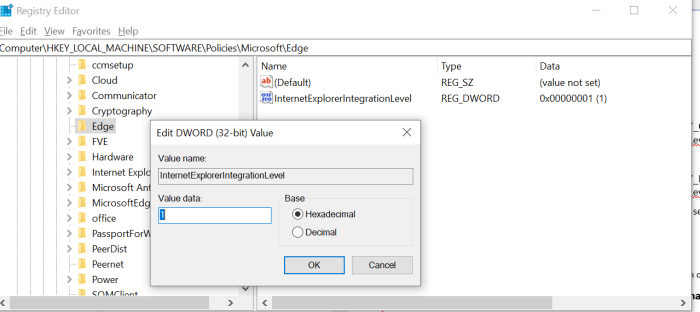 Registry Editor
File Edit View Favorites Help
Computer\HKEY_LOCAL_MACHINE\SOFTWARE\Policies\Microsoft\Edge
ccmsetup
Cloud
Communicator
Cryptography
Edge
FVE
Hardware
Internet Explo
Microsoft Ant
MicrosoftEdg
office
PassportForW
PeerDist
Peernet
Power
SQMClient
Name Type Data
(Default) REG_SZ (value not set)
InternetExplorerIntegrationLevel REG_DWORD 0x00000001 (1)
Edit DWORD (32-bit) Value
Value name:
InternetExplorerIntegrationLevel
Value data:
1
Base
Hexadecimal
Decimal
OK Cancel